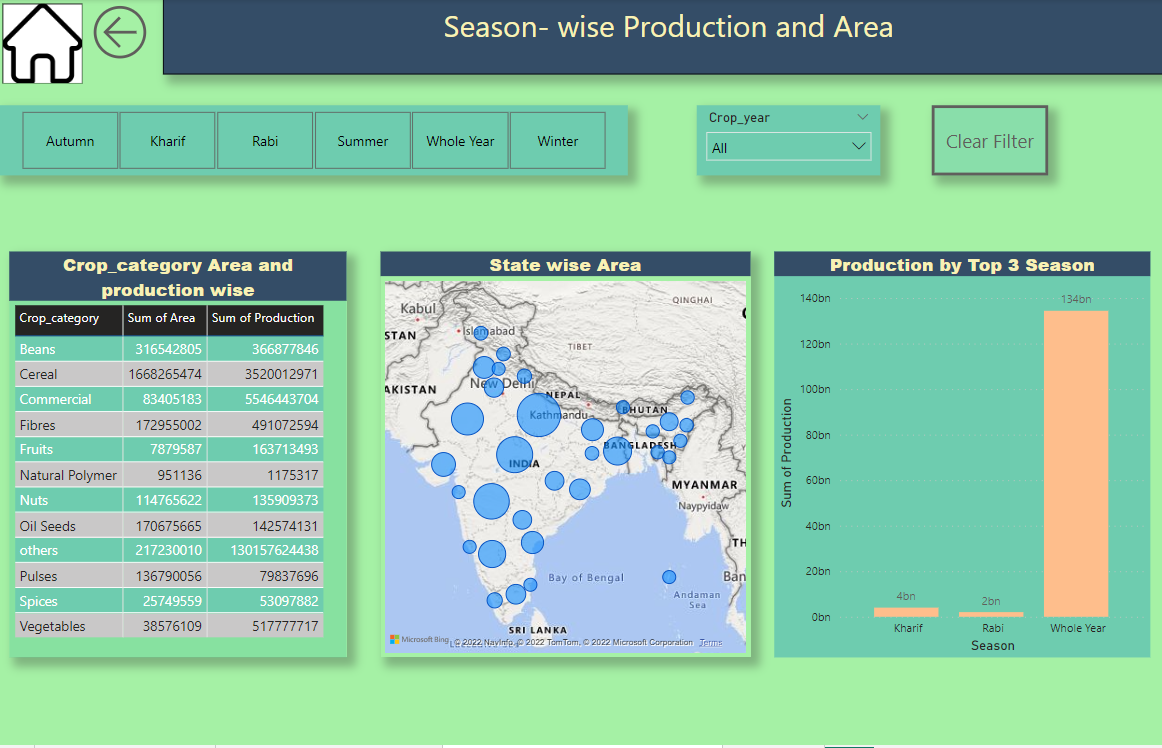 Season- wise Production and Area
Autumn
Kharif
Rabi
Summer
Whole Year
Winter
Crop_year
All
Clear Filter
Crop_category Area and
production wise
Crop_category Sum of Area Sum of Production
Beans 316542805 366877846
Cereal 1668265474 3520012971
Commercial 83405183 5546443704
Fibres 172955002 491072594
Fruits 7879587 163713493
Natural Polymer 951136 1175317
Nuts 114765622 135909373
Oil Seeds 170675665 142574131
others 217230010 130157624438
Pulses 136790056 79837696
Spices 25749559 53097882
Vegetables 38576109 517777717
State wise Area
QINGHAI
Kabul
STAN
Islamabad
TIBET
New Delhi
AKISTAN
NEPAL
Kathmandu
BHUTAN
BANGLADESH
INDIA
MYANMAR
Naypyidaw
TH
Bay of Bengal
Ban
Andaman
Sea
SRI LANKA
Microsoft Bing
© 2022 NavInfo, © 2022 TomTom, © 2022 Microsoft Corporation Terms
Production by Top 3 Season
140bn
120bn
100bn
80bn
60bn
40bn
20bn
0bn
Sum of Production
134bn
4bn
2bn
Kharif
Rabi
Whole Year
Season